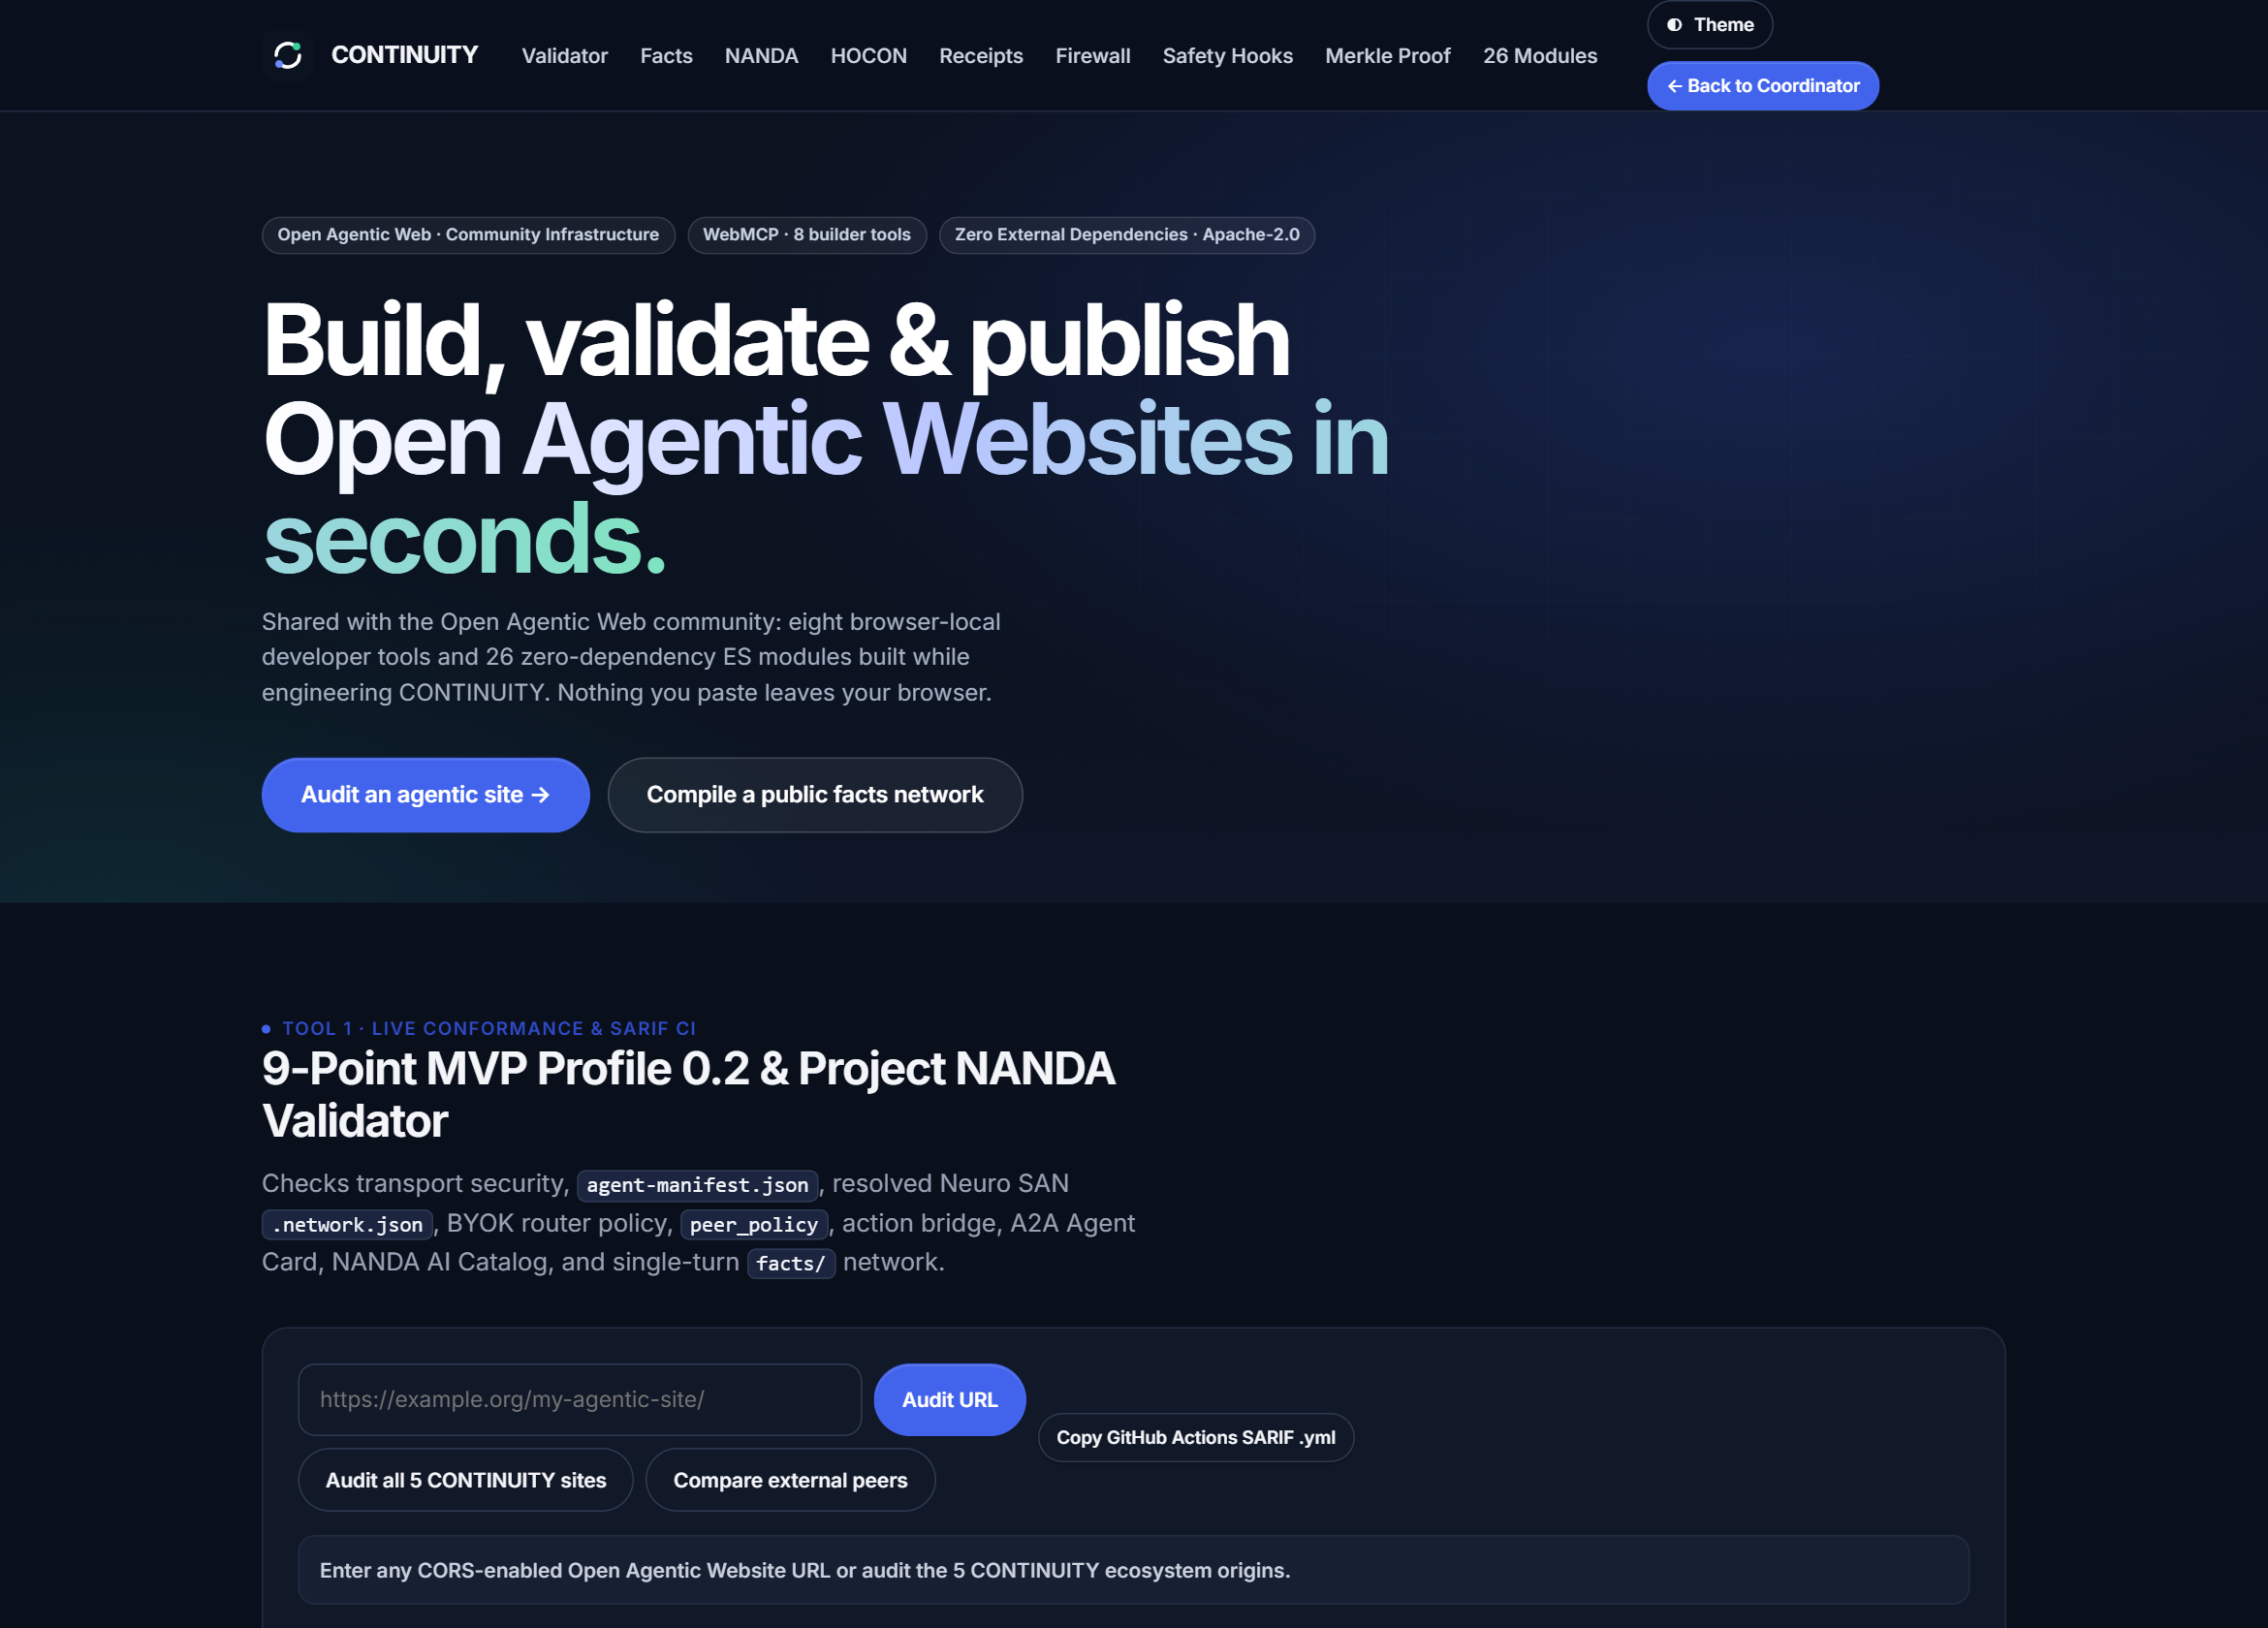 CONTINUITY
Validator
Facts
NANDA
HOCON
Receipts
Firewall
Safety Hooks
Merkle Proof
26 Modules
Theme
← Back to Coordinator
Open Agentic Web · Community Infrastructure
WebMCP · 8 builder tools
Zero External Dependencies · Apache-2.0
Build, validate & publish
Open Agentic Websites in
seconds.
Shared with the Open Agentic Web community: eight browser-local
developer tools and 26 zero-dependency ES modules built while
engineering CONTINUITY. Nothing you paste leaves your browser.
Audit an agentic site →
Compile a public facts network
TOOL 1 · LIVE CONFORMANCE & SARIF CI
9-Point MVP Profile 0.2 & Project NANDA
Validator
Checks transport security, agent-manifest.json, resolved Neuro SAN
.network.json, BYOK router policy, peer_policy, action bridge, A2A Agent
Card, NANDA AI Catalog, and single-turn facts/ network.
https://example.org/my-agentic-site/
Audit URL
Copy GitHub Actions SARIF .yml
Audit all 5 CONTINUITY sites
Compare external peers
Enter any CORS-enabled Open Agentic Website URL or audit the 5 CONTINUITY ecosystem origins.